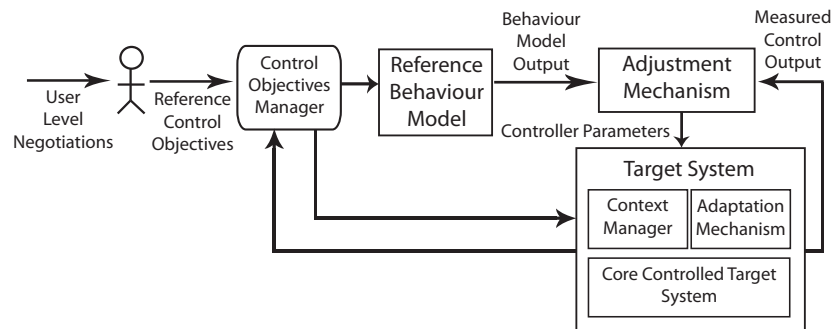 User
Level
Negotiations
Reference
Control
Objectives
Control
Objectives
Manager
Reference
Behaviour
Model
Behaviour
Model
Output
Adjustment
Mechanism
Measured
Control
Output
Controller Parameters
Target System
Context
Manager
Adaptation
Mechanism
Core Controlled Target
System